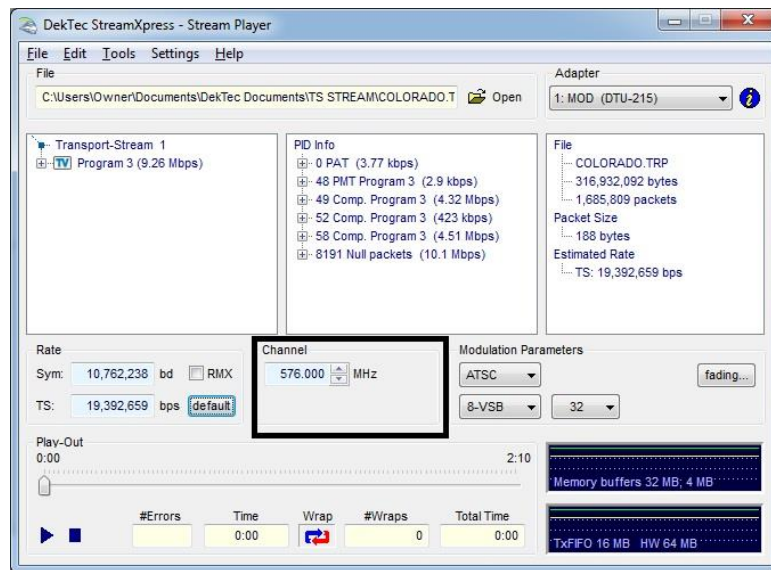 DekTec StreamXpress - Stream Player
File Edit Tools Settings Help
File
C:\Users\Owner\Documents\DekTec Documents\TS STREAM\COLORADO.T
Open
Adapter
1: MOD (DTU-215)
Transport-Stream 1
TV Program 3 (9.26 Mbps)
PID Info
0 PAT (3.77 kbps)
48 PMT Program 3 (2.9 kbps)
49 Comp. Program 3 (4.32 Mbps)
52 Comp. Program 3 (423 kbps)
58 Comp. Program 3 (4.51 Mbps)
8191 Null packets (10.1 Mbps)
File
COLORADO.TRP
316,932,092 bytes
1,685,809 packets
Packet Size
188 bytes
Estimated Rate
TS: 19,392,659 bps
Rate
Sym: 10,762,238 bd RMX
TS: 19,392,659 bps default
Channel
576.000 MHz
Modulation Parameters
ATSC
fading...
8-VSB 32
Play-Out
0:00 2:10
#Errors Time Wrap #Wraps Total Time
0:00 0 0:00
Memory buffers 32 MB; 4 MB
TxFIFO 16 MB HW 64 MB